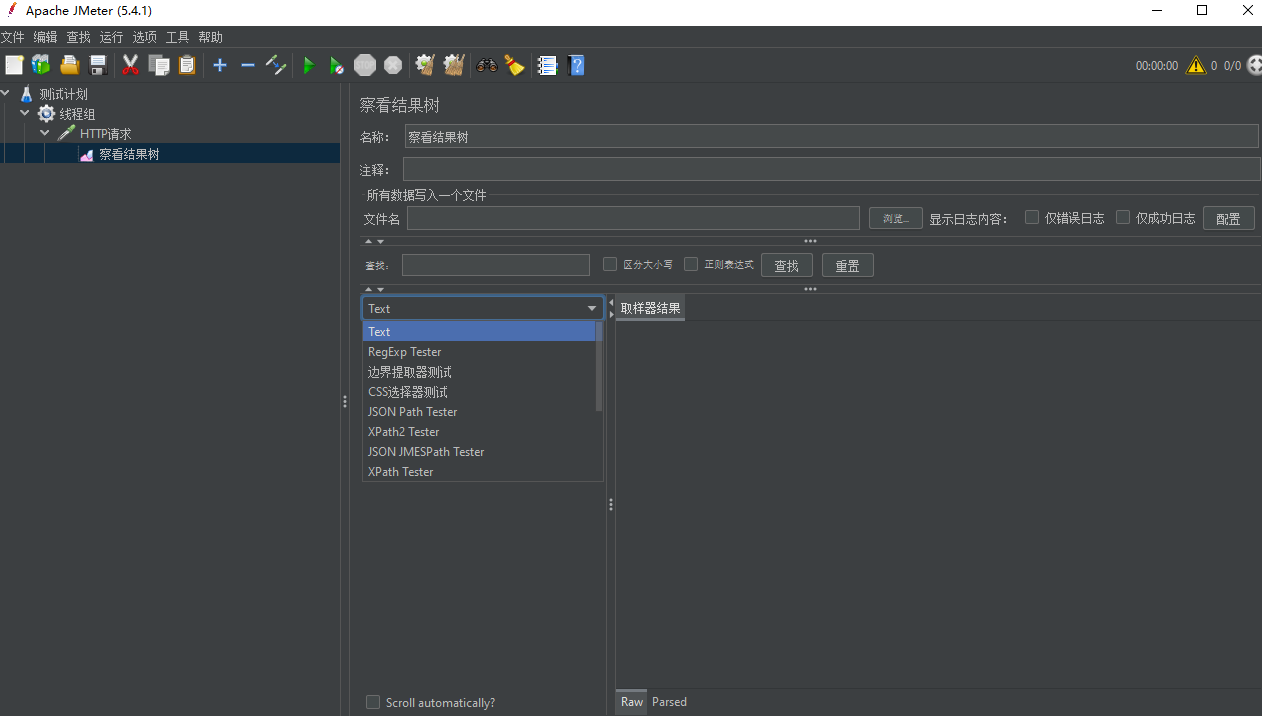 Apache JMeter (5.4.1)
文件 编辑 查找 运行 选项 工具 帮助
STOP
00:00:00 0 0/0
测试计划
线程组
HTTP请求
察看结果树
察看结果树
名称: 察看结果树
注释:
所有数据写入一个文件
文件名 浏览... 显示日志内容: 仅错误日志 仅成功日志 配置
查找: 区分大小写 正则表达式 查找 重置
Text
取样器结果
Text
RegExp Tester
边界提取器测试
CSS选择器测试
JSON Path Tester
XPath2 Tester
JSON JMESPath Tester
XPath Tester
Scroll automatically?
Raw Parsed